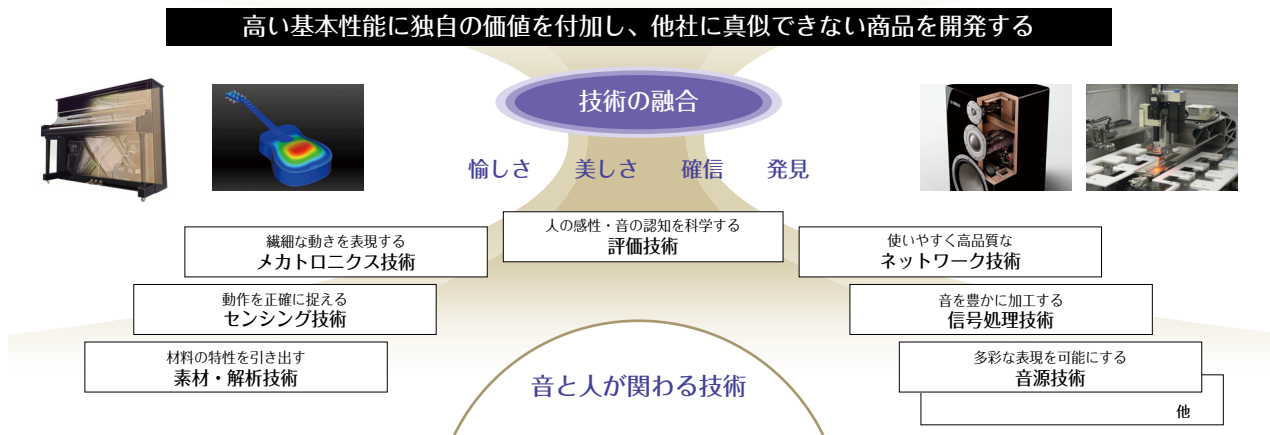 高い基本性能に独自の価値を付加し、他社に真似できない商品を開発する
技術の融合
愉しさ 美しさ 確信 発見
人の感性・音の認知を科学する
評価技術
繊細な動きを表現する
メカトロニクス技術
動作を正確に捉える
センシング技術
材料の特性を引き出す
素材・解析技術
使いやすく高品質な
ネットワーク技術
音を豊かに加工する
信号処理技術
多彩な表現を可能にする
音源技術
他
音と人が関わる技術